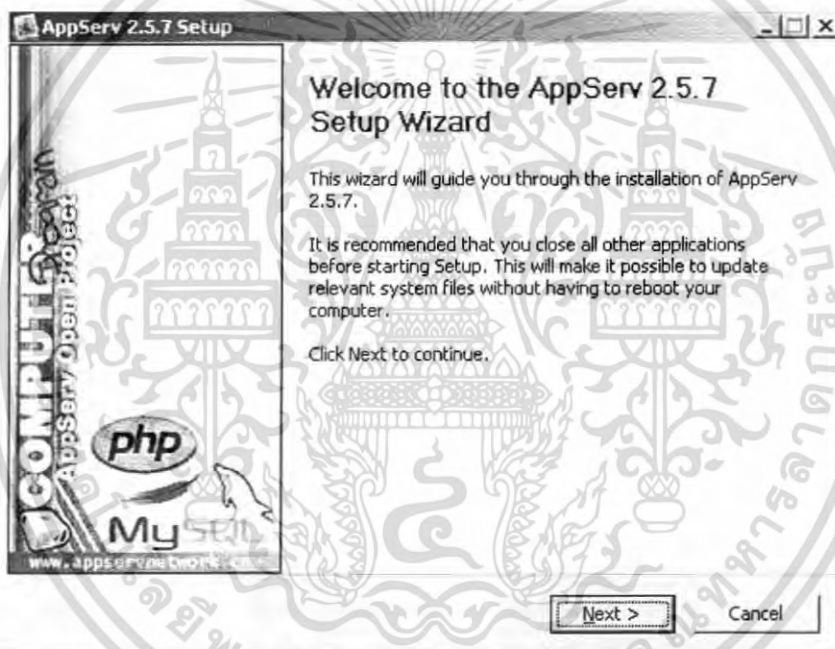 AppServ 2.5.7 Setup
Welcome to the AppServ 2.5.7
Setup Wizard
This wizard will guide you through the installation of AppServ
2.5.7.
It is recommended that you close all other applications
before starting Setup. This will make it possible to update
relevant system files without having to reboot your
computer.
Click Next to continue.
COMPUTER
AppServ Open Project
php
MySQL
Next >
Cancel